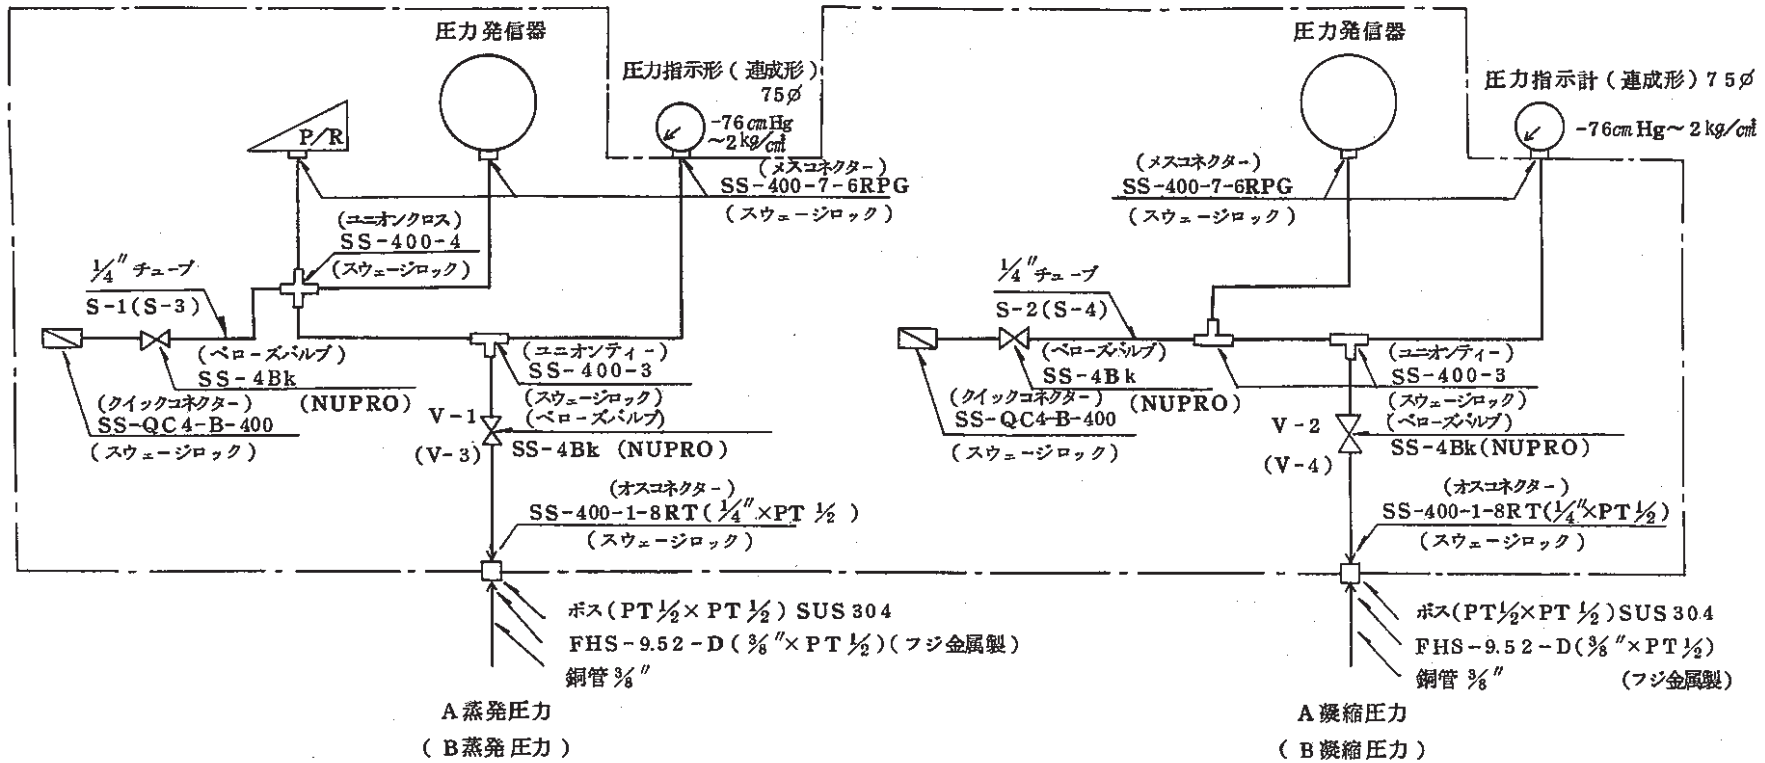 圧力発信器
圧力指示形(連成形)
75φ
-76cmHg
~2kg/cm²
P/R
(メスコネクター)
SS-400-7-6RPG
(スウェージロック)
(ユニオンクロス)
SS-400-4
(スウェージロック)
1/4"チューブ
S-1(S-3)
(ベローズバルブ)
SS-4Bk
(NUPRO)
(クイックコネクター)
SS-QC4-B-400
(スウェージロック)
(ユニオンティー)
SS-400-3
(スウェージロック)
V-1
(V-3)
(ベローズバルブ)
SS-4Bk (NUPRO)
(オスコネクター)
SS-400-1-8RT(1/4"×PT 1/2)
(スウェージロック)
ボス(PT 1/2×PT 1/2)SUS304
FHS-9.52-D(3/8"×PT 1/2)(フジ金属製)
銅管 3/8"
A蒸発圧力
(B蒸発圧力)
圧力発信器
圧力指示計(連成形)75φ
-76cmHg~2kg/cm²
(メスコネクター)
SS-400-7-6RPG
(スウェージロック)
1/4"チューブ
S-2(S-4)
(ベローズバルブ)
SS-4Bk
(NUPRO)
(クイックコネクター)
SS-QC4-B-400
(スウェージロック)
(ユニオンティー)
SS-400-3
(スウェージロック)
V-2
(V-4)
(ベローズバルブ)
SS-4Bk(NUPRO)
(オスコネクター)
SS-400-1-8RT(1/4"×PT 1/2)
(スウェージロック)
ボス(PT 1/2×PT 1/2)SUS304
FHS-9.52-D(3/8"×PT 1/2)
(フジ金属製)
銅管 3/8"
A凝縮圧力
(B凝縮圧力)